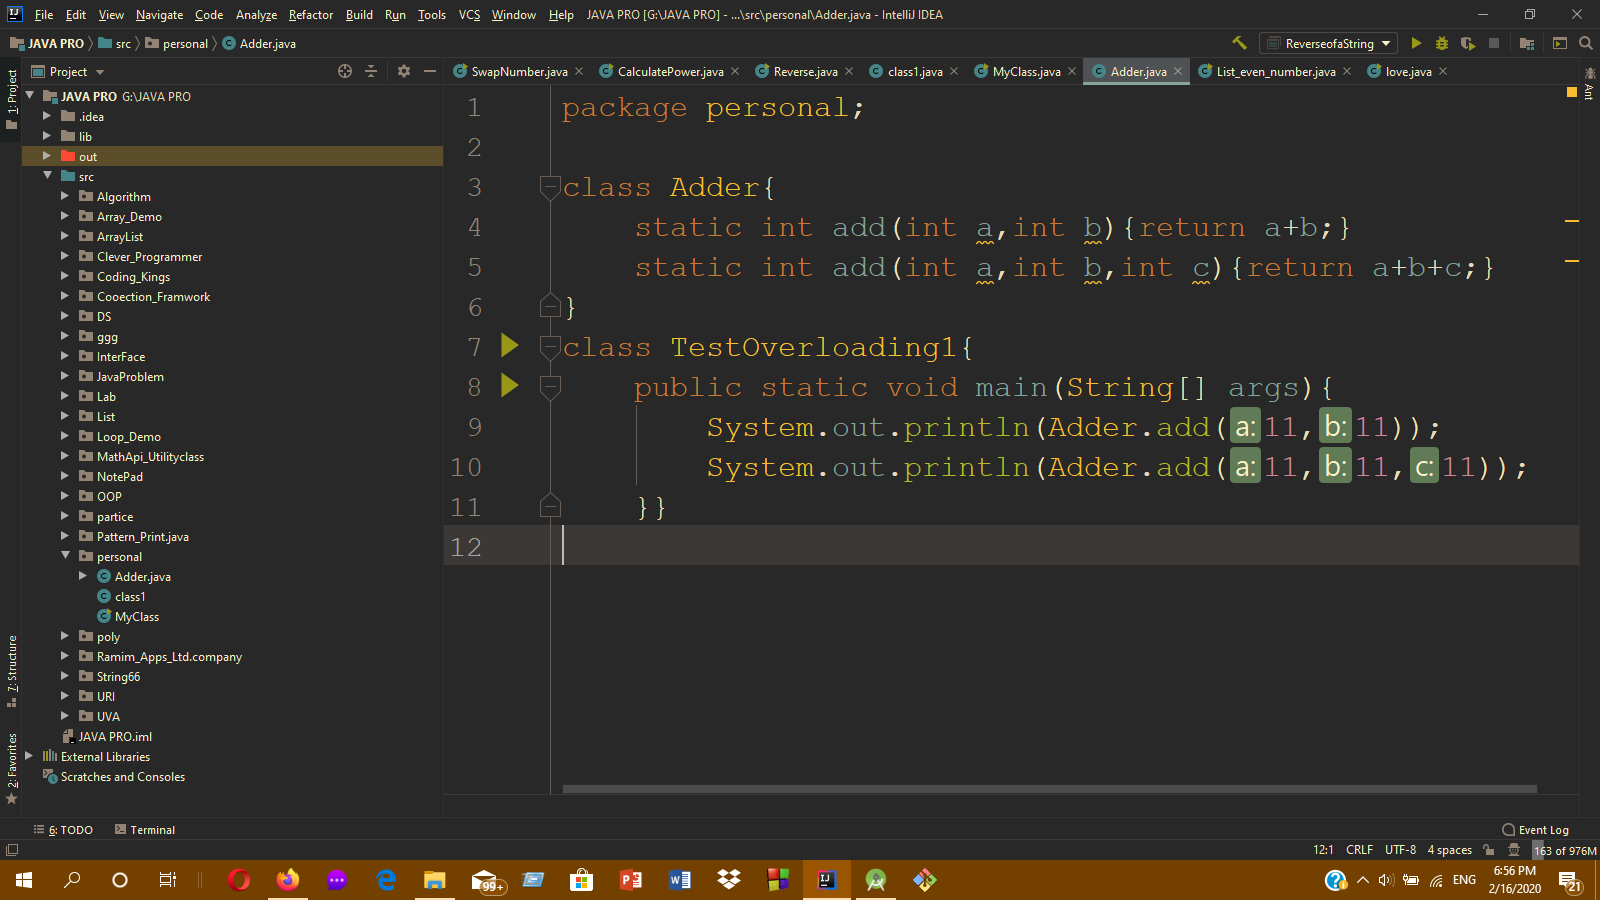 File Edit View Navigate Code Analyze Refactor Build Run Tools VCS Window Help JAVA PRO [G:\JAVA PRO] - ...\src\personal\Adder.java - IntelliJ IDEA
JAVA PRO src personal Adder.java ReverseofaString
1: Project
Project
SwapNumber.java CalculatePower.java Reverse.java class1.java MyClass.java Adder.java List_even_number.java love.java
Ant
JAVA PRO G:\JAVA PRO
.idea
lib
out
src
Algorithm
Array_Demo
ArrayList
Clever_Programmer
Coding_Kings
Cooection_Framwork
DS
ggg
InterFace
JavaProblem
Lab
List
Loop_Demo
MathApi_Utilityclass
NotePad
OOP
partice
Pattern_Print.java
personal
Adder.java
class1
MyClass
poly
Ramim_Apps_Ltd.company
String66
URI
UVA
JAVA PRO.iml
External Libraries
Scratches and Consoles
7: Structure
2: Favorites
1 package personal;
2
3 class Adder{
4 static int add(int a,int b){return a+b;}
5 static int add(int a,int b,int c){return a+b+c;}
6 }
7 class TestOverloading1{
8 public static void main(String[] args){
9 System.out.println(Adder.add(a:11,b:11));
10 System.out.println(Adder.add(a:11,b:11,c:11));
11 }}
12
6: TODO Terminal Event Log
12:1 CRLF UTF-8 4 spaces 163 of 976M
99+ ENG 6:56 PM
2/16/2020 21